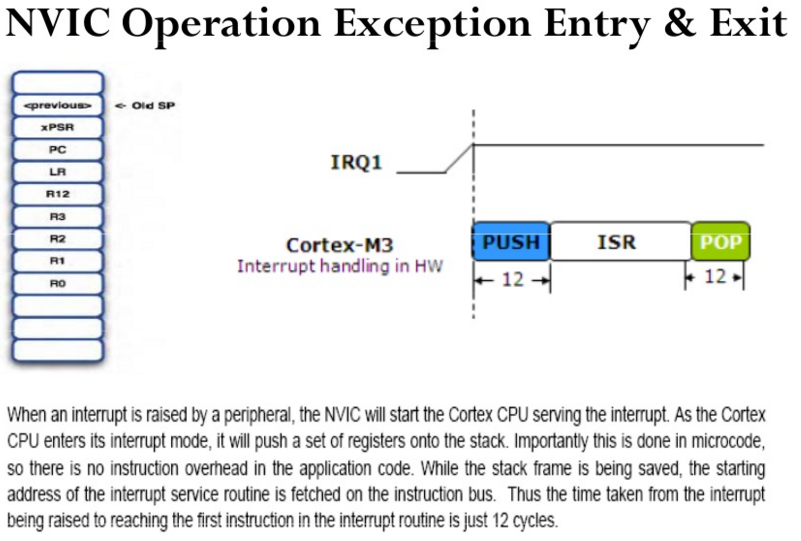 NVIC Operation Exception Entry & Exit
<previous> <- Old SP
xPSR
PC
LR
R12
R3
R2
R1
R0
IRQ1
Cortex-M3
Interrupt handling in HW
PUSH ISR POP
12 12
When an interrupt is raised by a peripheral, the NVIC will start the Cortex CPU serving the interrupt. As the Cortex
CPU enters its interrupt mode, it will push a set of registers onto the stack. Importantly this is done in microcode,
so there is no instruction overhead in the application code. While the stack frame is being saved, the starting
address of the interrupt service routine is fetched on the instruction bus. Thus the time taken from the interrupt
being raised to reaching the first instruction in the interrupt routine is just 12 cycles.